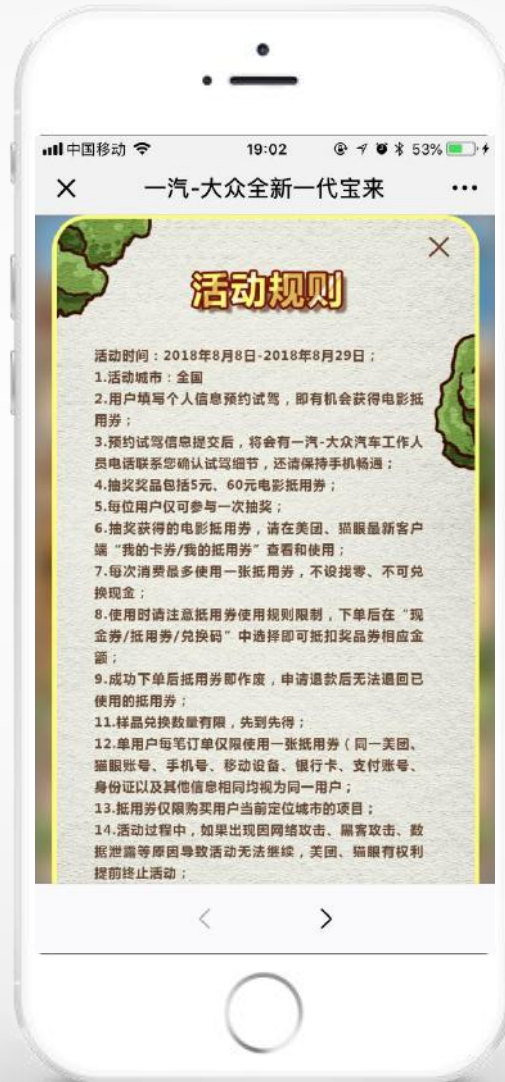 中国移动 19:02 53%
一汽-大众全新一代宝来
活动规则
活动时间：2018年8月8日-2018年8月29日；
1.活动城市：全国
2.用户填写个人信息预约试驾，即有机会获得电影抵
用券；
3.预约试驾信息提交后，将会有一汽-大众汽车工作人
员电话联系您确认试驾细节，还请保持手机畅通；
4.抽奖奖品包括5元、60元电影抵用券；
5.每位用户仅可参与一次抽奖；
6.抽奖获得的电影抵用券，请在美团、猫眼最新客户
端“我的卡券/我的抵用券”查看和使用；
7.每次消费最多使用一张抵用券，不设找零、不可兑
换现金；
8.使用时请注意抵用券使用规则限制，下单后在“现
金券/抵用券/兑换码”中选择即可抵扣奖品券相应金
额；
9.成功下单后抵用券即作废，申请退款后无法退回已
使用的抵用券；
11.样品兑换数量有限，先到先得；
12.单用户每笔订单仅限使用一张抵用券（同一美团、
猫眼账号、手机号、移动设备、银行卡、支付账号、
身份证以及其他信息相同均视为同一用户；
13.抵用券仅限购买用户当前定位城市的项目；
14.活动过程中，如果出现因网络攻击、黑客攻击、数
据泄露等原因导致活动无法继续，美团、猫眼有权利
提前终止活动；